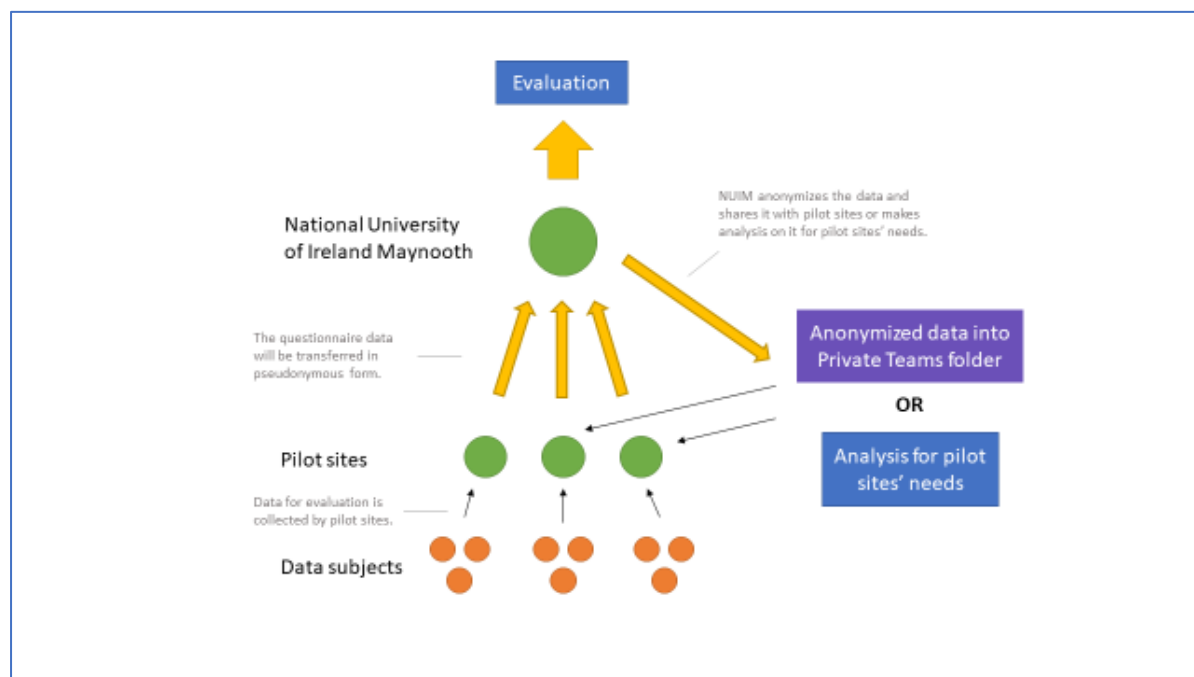 Evaluation
NUIM anonymizes the data and
shares it with pilot sites or makes
analysis on it for pilot sites' needs.
National University
of Ireland Maynooth
The questionnaire data
will be transferred in
pseudonymous form.
Anonymized data into
Private Teams folder
OR
Analysis for pilot
sites' needs
Pilot sites
Data for evaluation is
collected by pilot sites.
Data subjects